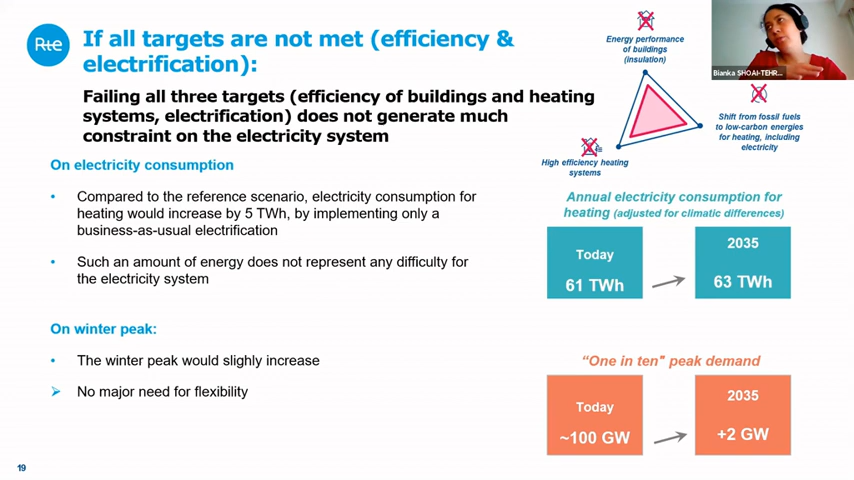 Rte
If all targets are not met (efficiency &
electrification):
Failing all three targets (efficiency of buildings and heating
systems, electrification) does not generate much
constraint on the electricity system
On electricity consumption
• Compared to the reference scenario, electricity consumption for
heating would increase by 5 TWh, by implementing only a
business-as-usual electrification
• Such an amount of energy does not represent any difficulty for
the electricity system
On winter peak:
• The winter peak would slighly increase
➢ No major need for flexibility
19
Energy performance
of buildings
(insulation)
Bianka SHOAI-TEHR...
Shift from fossil fuels
to low-carbon energies
for heating, including
electricity
High efficiency heating
systems
Annual electricity consumption for
heating (adjusted for climatic differences)
Today
61 TWh
2035
63 TWh
“One in ten" peak demand
Today
~100 GW
2035
+2 GW